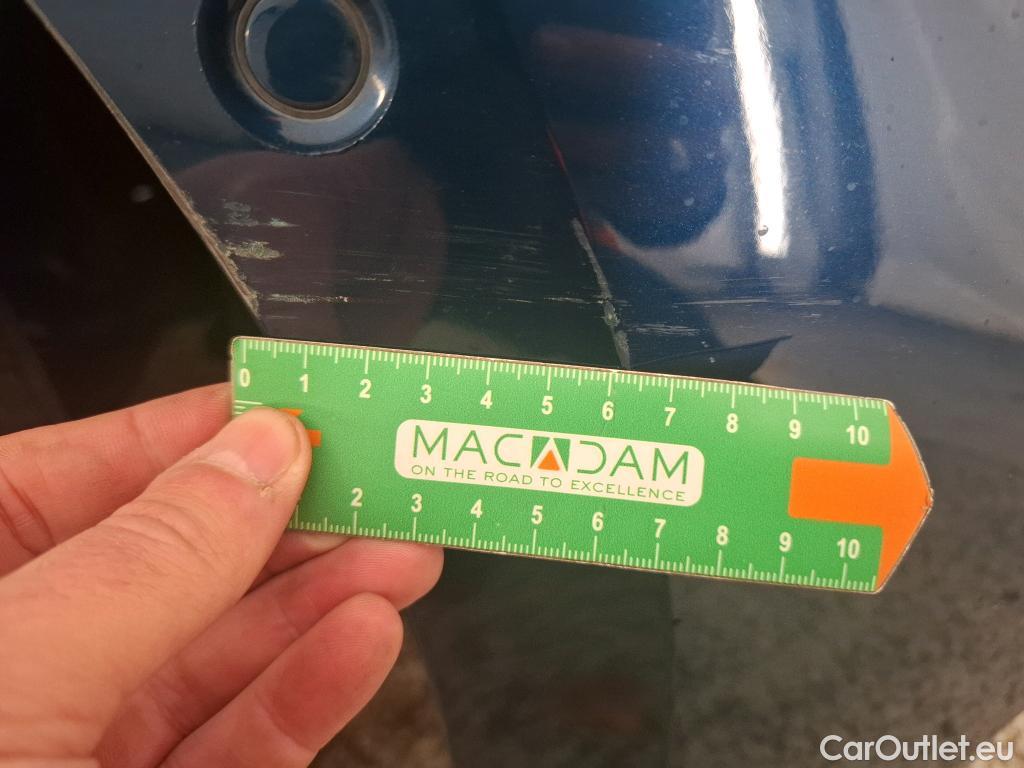 0 1 2 3 4 5 6 7 8 9 10
MACADAM
ON THE ROAD TO EXCELLENCE
2 3 4 5 6 7 8 9 10
CarOutlet.eu